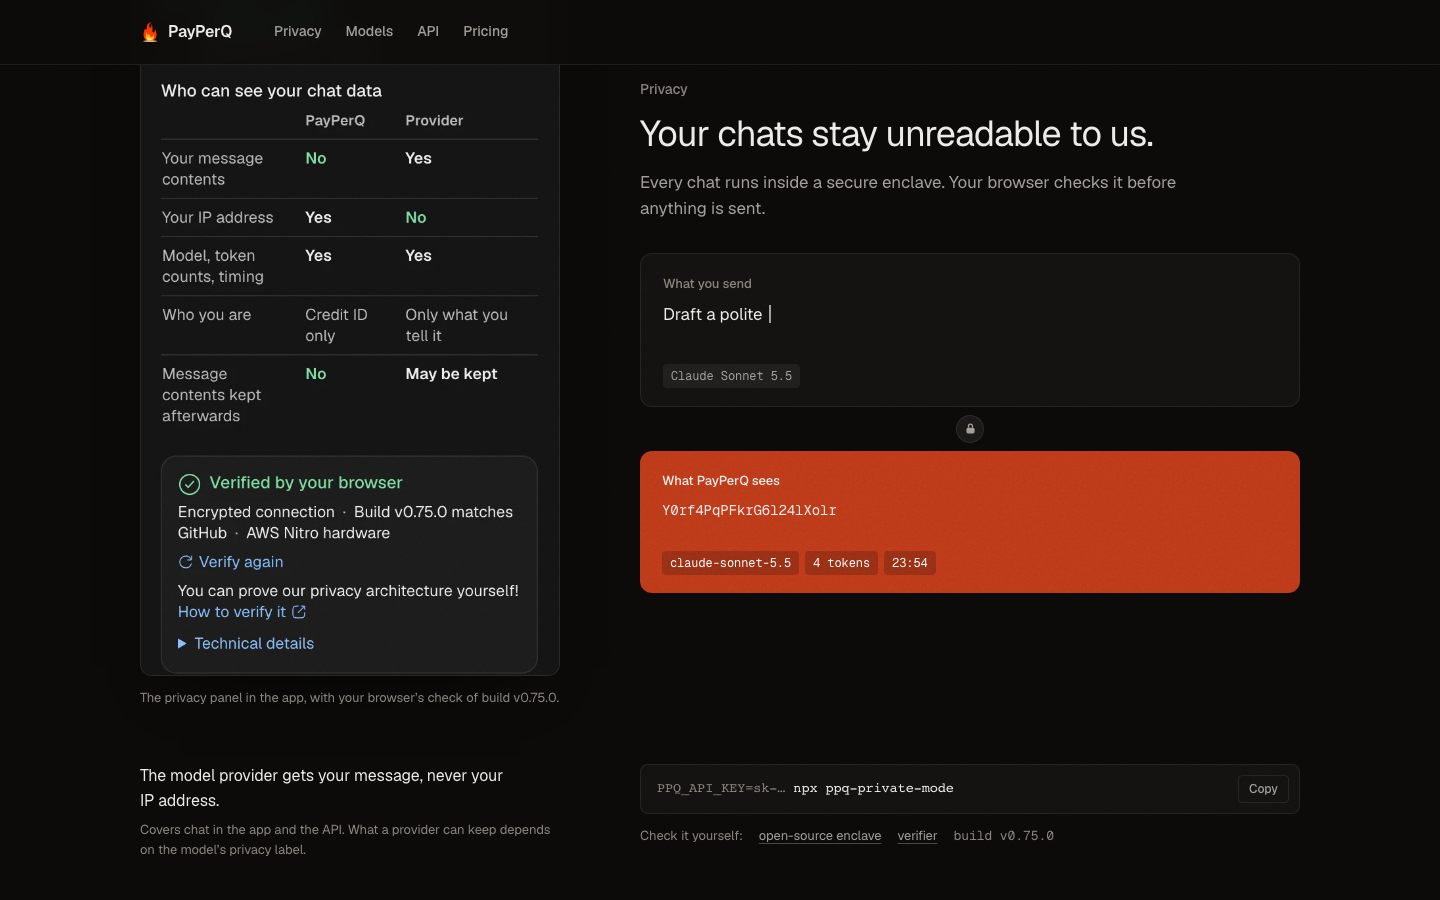 PayPerQ Privacy Models API Pricing
Who can see your chat data
PayPerQ Provider
Your message contents No Yes
Your IP address Yes No
Model, token counts, timing Yes Yes
Who you are Credit ID only Only what you tell it
Message contents kept afterwards No May be kept
Verified by your browser
Encrypted connection · Build v0.75.0 matches
GitHub · AWS Nitro hardware
Verify again
You can prove our privacy architecture yourself!
How to verify it
Technical details
The privacy panel in the app, with your browser's check of build v0.75.0.
Privacy
Your chats stay unreadable to us.
Every chat runs inside a secure enclave. Your browser checks it before
anything is sent.
What you send
Draft a polite
Claude Sonnet 5.5
What PayPerQ sees
Y0rf4PqPFkrG6l24lXolr
claude-sonnet-5.5 4 tokens 23:54
The model provider gets your message, never your
IP address.
Covers chat in the app and the API. What a provider can keep depends
on the model's privacy label.
PPQ_API_KEY=sk-… npx ppq-private-mode Copy
Check it yourself: open-source enclave verifier build v0.75.0